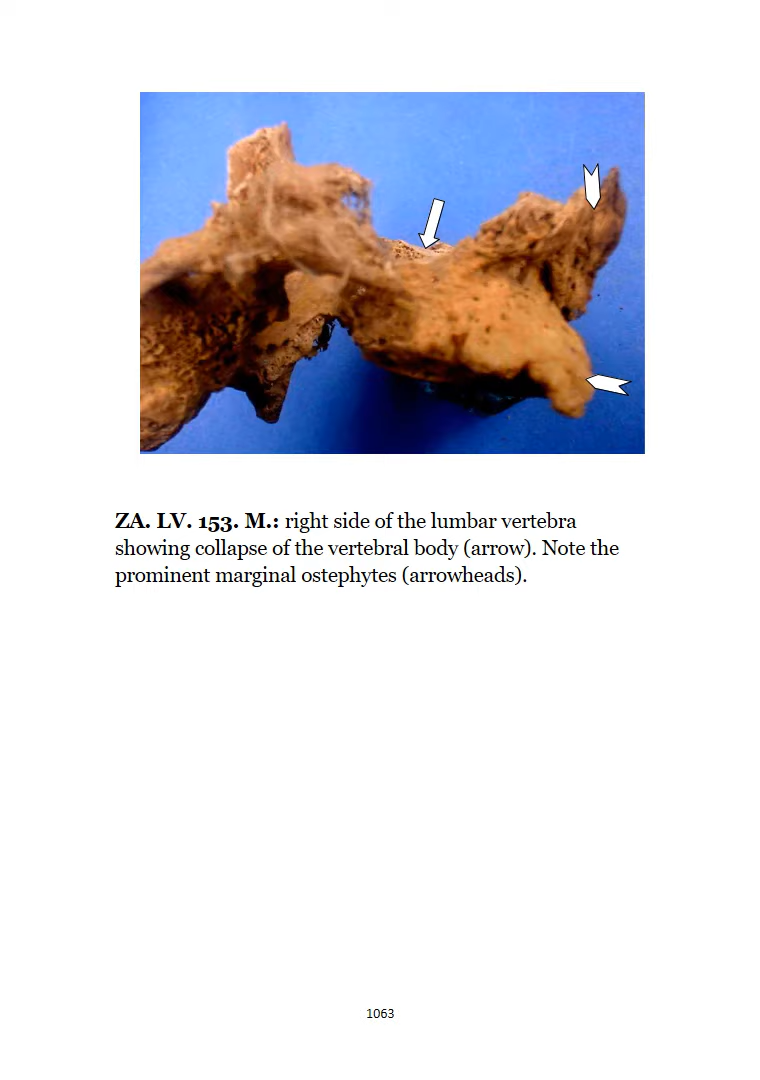 ZA. LV. 153. M.: right side of the lumbar vertebra
showing collapse of the vertebral body (arrow). Note the
prominent marginal ostephytes (arrowheads).
1063